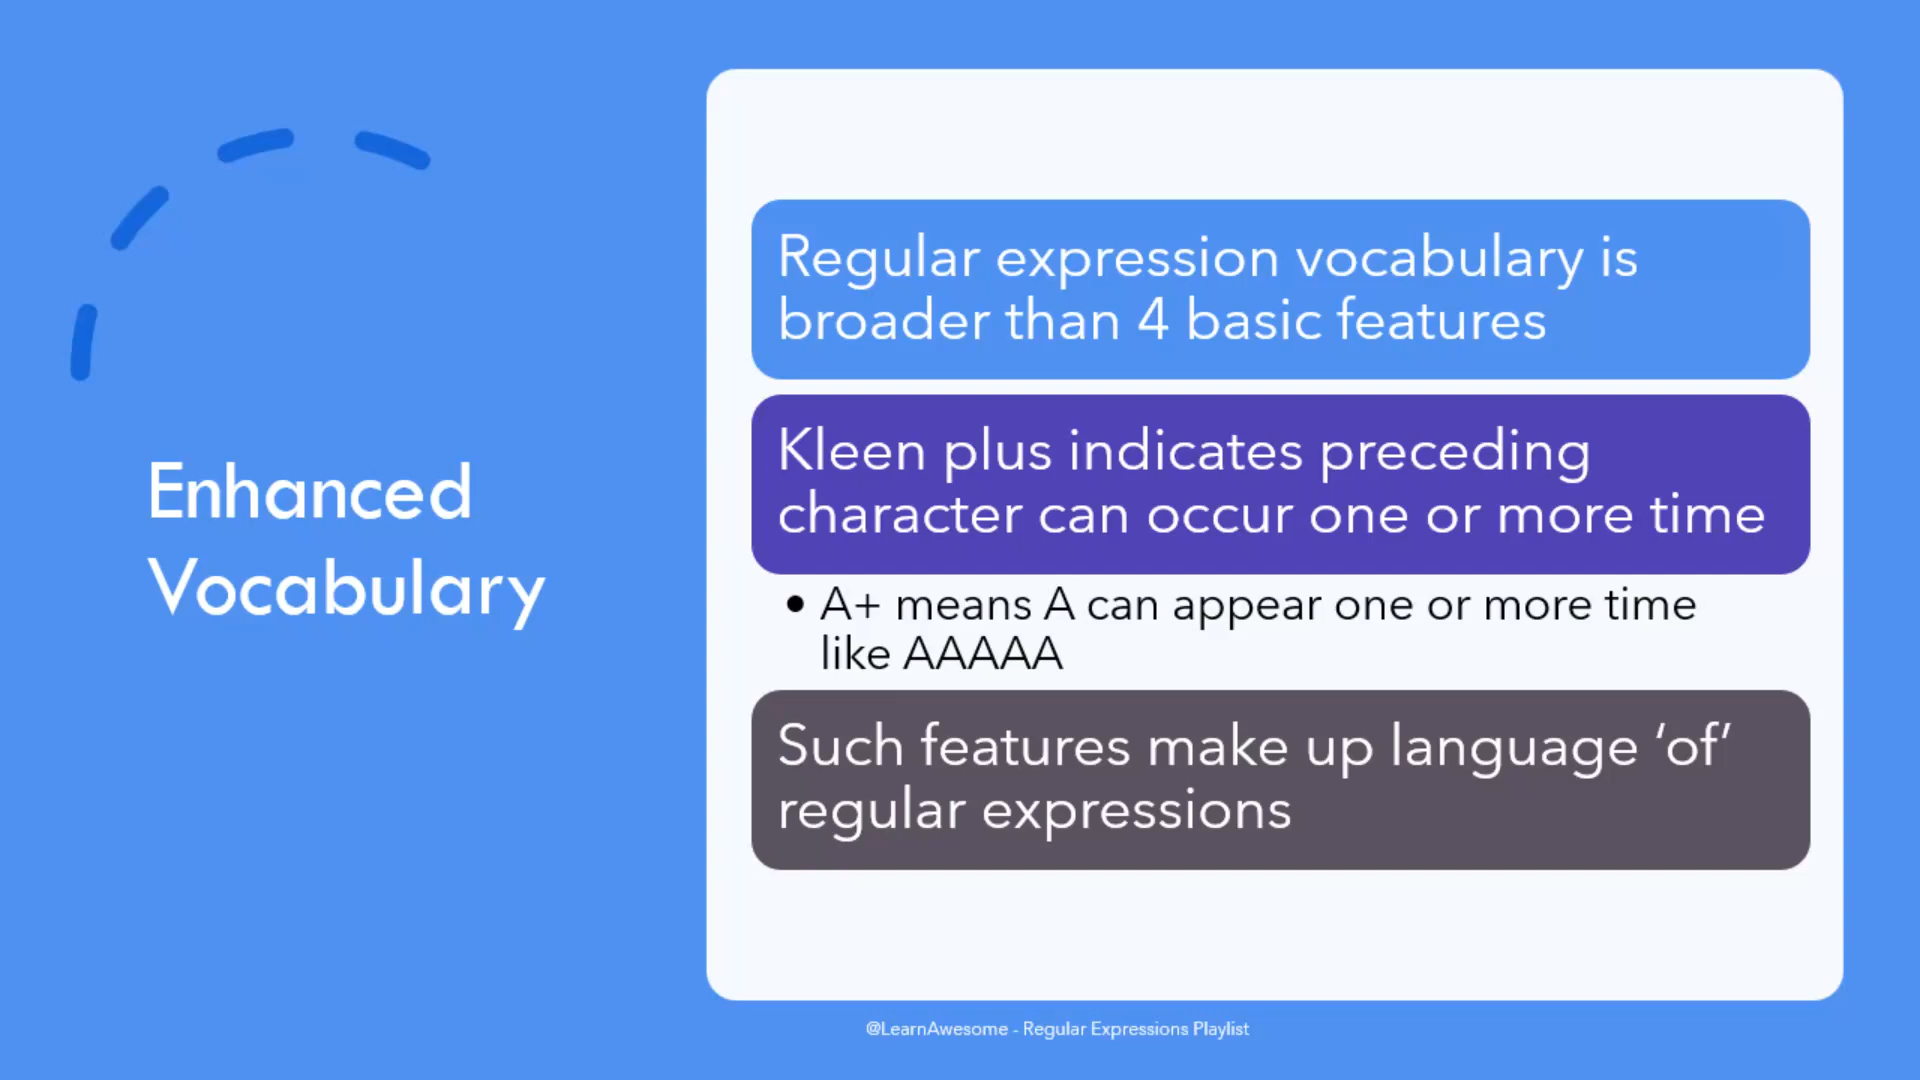 Enhanced
Vocabulary
Regular expression vocabulary is
broader than 4 basic features
Kleen plus indicates preceding
character can occur one or more time
• A+ means A can appear one or more time
like AAAAA
Such features make up language ‘of’
regular expressions
@LearnAwesome - Regular Expressions Playlist